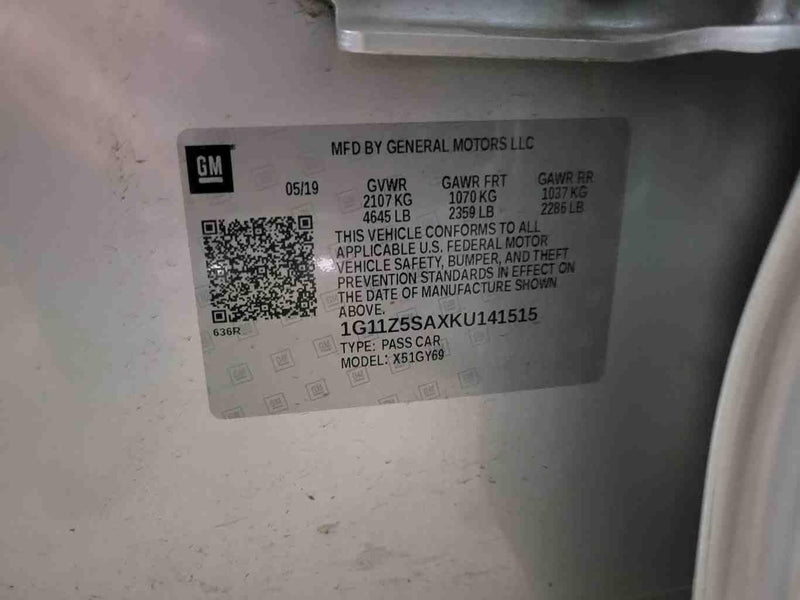 GM
MFD BY GENERAL MOTORS LLC
05/19 GVWR GAWR FRT GAWR RR
2107 KG 1070 KG 1037 KG
4645 LB 2359 LB 2286 LB
THIS VEHICLE CONFORMS TO ALL
APPLICABLE U.S. FEDERAL MOTOR
VEHICLE SAFETY, BUMPER, AND THEFT
PREVENTION STANDARDS IN EFFECT ON
THE DATE OF MANUFACTURE SHOWN
ABOVE.
636R
1G11Z5SAXKU141515
TYPE: PASS CAR
MODEL: X51GY69